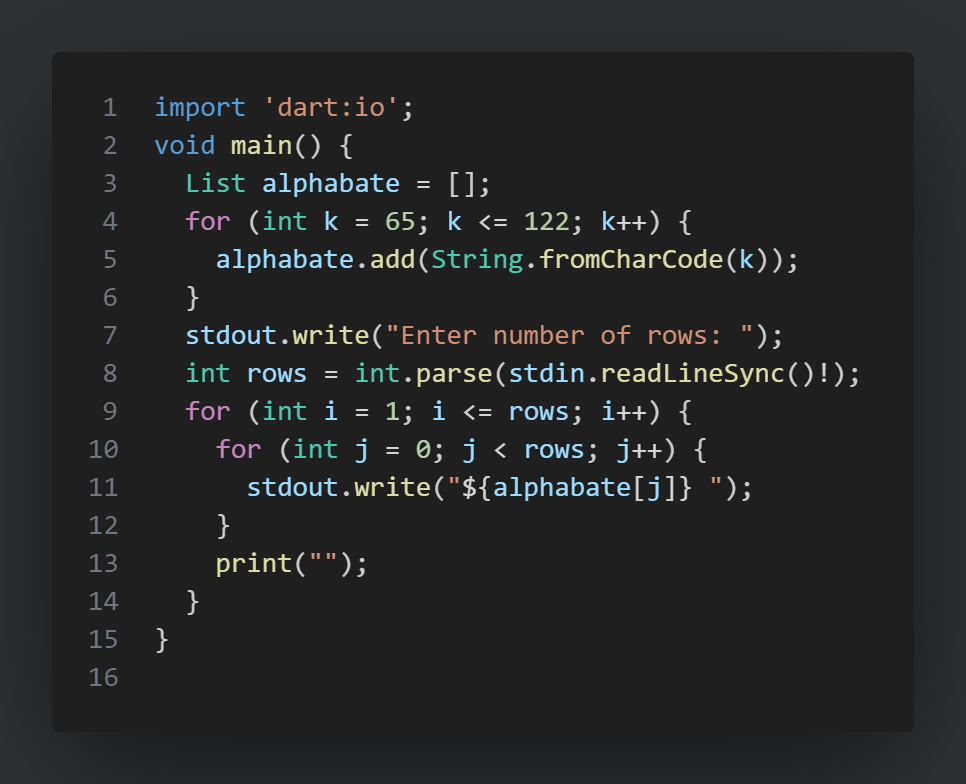 1 import 'dart:io';
2 void main() {
3   List alphabate = [];
4   for (int k = 65; k <= 122; k++) {
5     alphabate.add(String.fromCharCode(k));
6   }
7   stdout.write("Enter number of rows: ");
8   int rows = int.parse(stdin.readLineSync()!);
9   for (int i = 1; i <= rows; i++) {
10     for (int j = 0; j < rows; j++) {
11       stdout.write("${alphabate[j]} ");
12     }
13     print("");
14   }
15 }
16